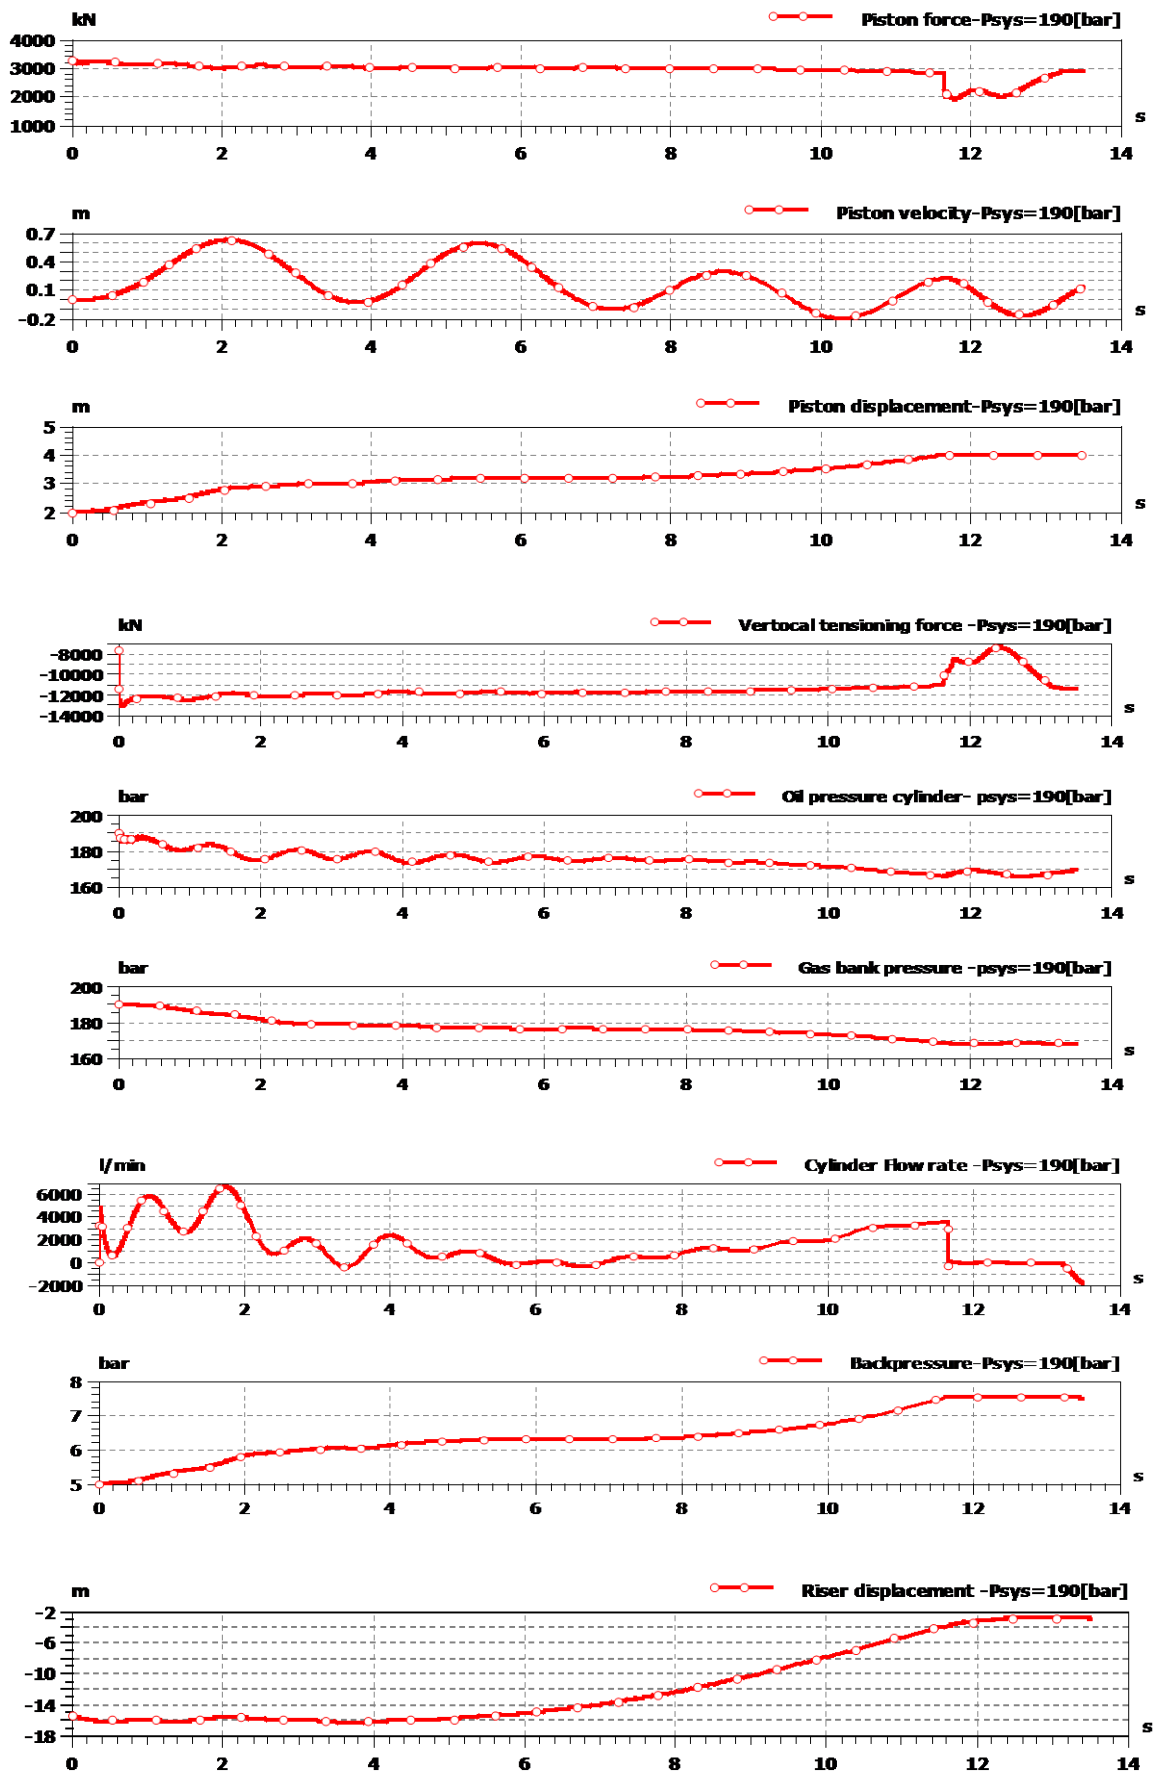 kN
Piston force-Psys=190[bar]
4000
3000
2000
1000
s
0 2 4 6 8 10 12 14
m
Piston velocity-Psys=190[bar]
0.7
0.4
0.1
-0.2
s
0 2 4 6 8 10 12 14
m
Piston displacement-Psys=190[bar]
5
4
3
2
s
0 2 4 6 8 10 12 14
kN
Vertocal tensioning force -Psys=190[bar]
-8000
-10000
-12000
-14000
s
0 2 4 6 8 10 12 14
bar
Oil pressure cylinder- psys=190[bar]
200
180
160
s
0 2 4 6 8 10 12 14
bar
Gas bank pressure -psys=190[bar]
200
180
160
s
0 2 4 6 8 10 12 14
l/min
Cylinder Flow rate -Psys=190[bar]
6000
4000
2000
0
-2000
s
0 2 4 6 8 10 12 14
bar
Backpressure-Psys=190[bar]
8
7
6
5
s
0 2 4 6 8 10 12 14
m
Riser displacement -Psys=190[bar]
-2
-6
-10
-14
-18
s
0 2 4 6 8 10 12 14